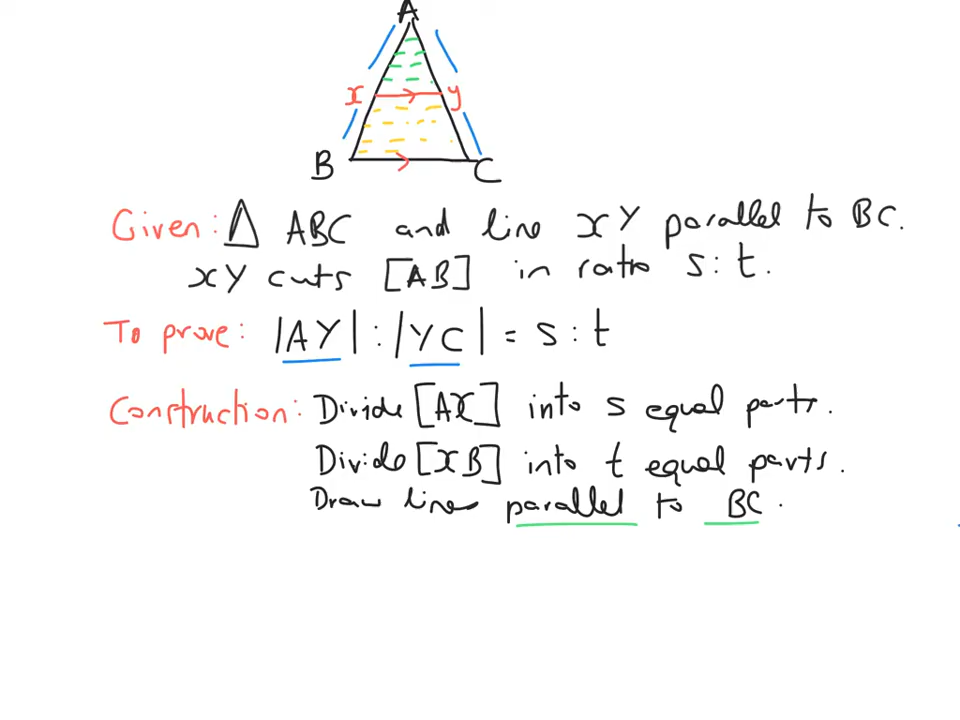 A
x y
B C
Given: Δ ABC and line XY parallel to BC.
XY cuts [AB] in ratio s:t.
To prove: |AY| : |YC| = s : t
Construction: Divide [AX] into s equal parts.
Divide [XB] into t equal parts.
Draw lines parallel to BC.